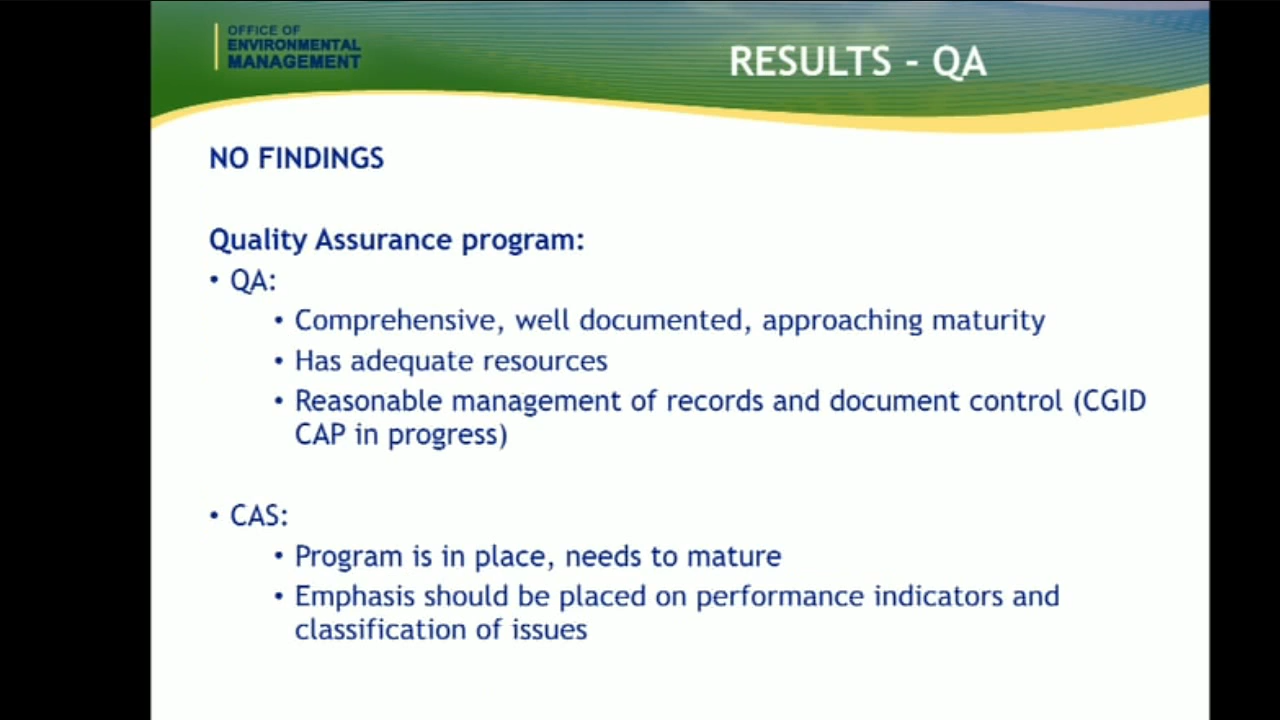 OFFICE OF
ENVIRONMENTAL
MANAGEMENT
RESULTS - QA
NO FINDINGS
Quality Assurance program:
• QA:
• Comprehensive, well documented, approaching maturity
• Has adequate resources
• Reasonable management of records and document control (CGID
CAP in progress)
• CAS:
• Program is in place, needs to mature
• Emphasis should be placed on performance indicators and
classification of issues